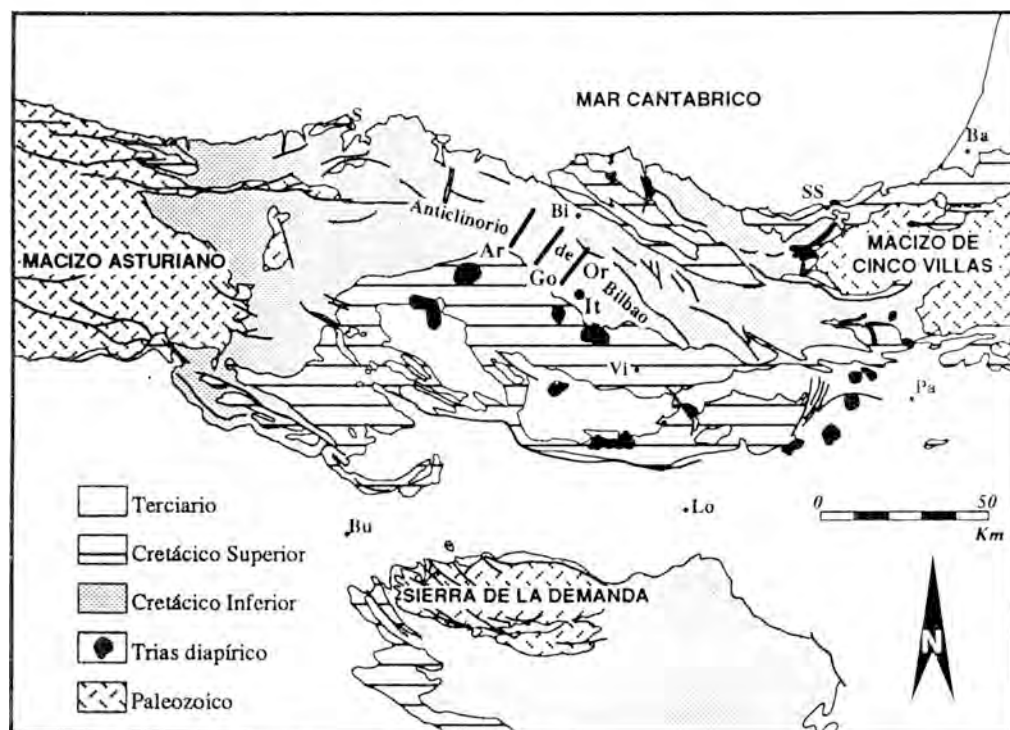 MAR CANTABRICO
S
Ba
SS
Bi
Anticlinorio
de
Bilbao
Ar
Go
Or
It
MACIZO ASTURIANO
MACIZO DE
CINCO VILLAS
Vi
Pa
Lo
Bu
0 50
Km
SIERRA DE LA DEMANDA
N
Terciario
Cretácico Superior
Cretácico Inferior
Trias diapírico
Paleozoico